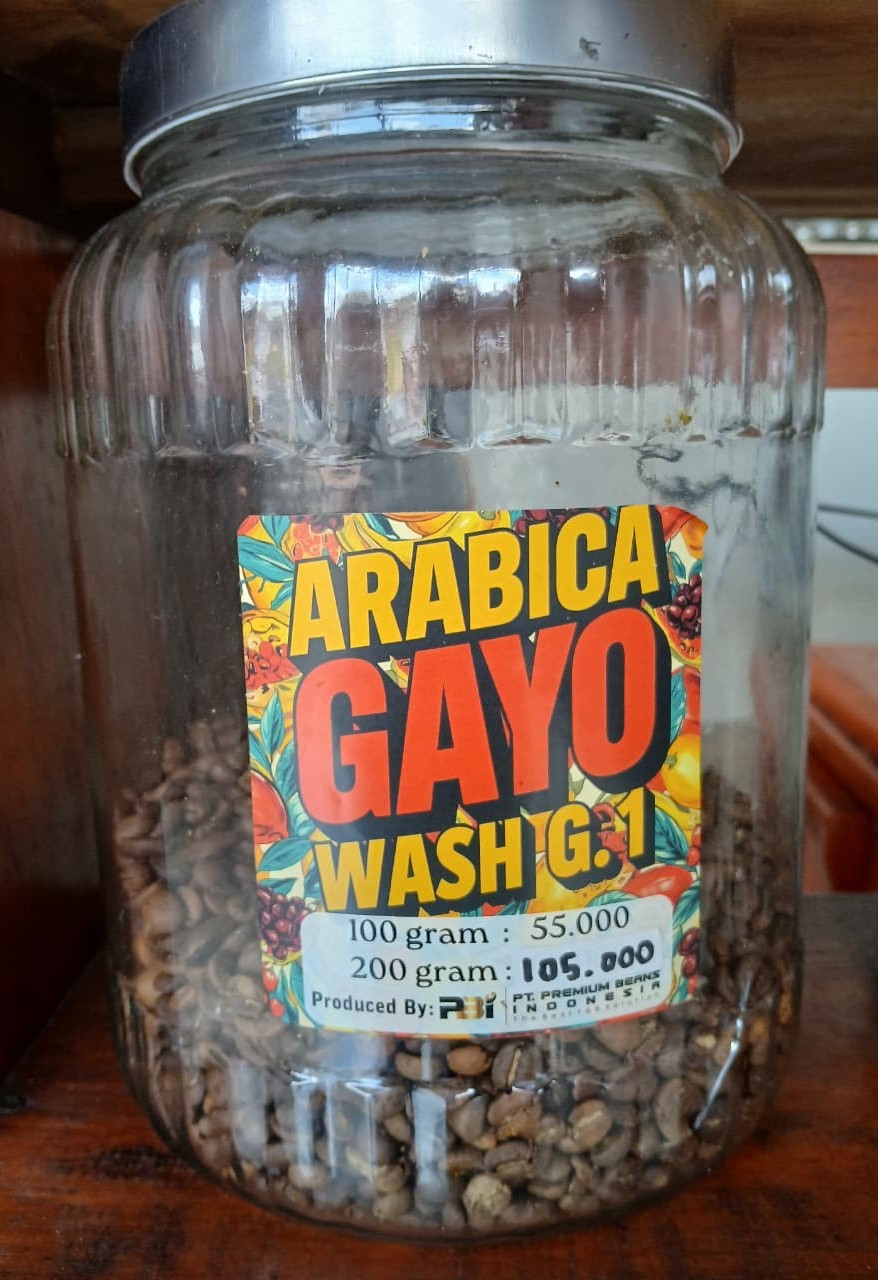 ARABICA
GAYO
WASH G.1
100 gram : 55.000
200 gram : 105.000
Produced By: PBi PT. PREMIUM BEANS
INDONESIA